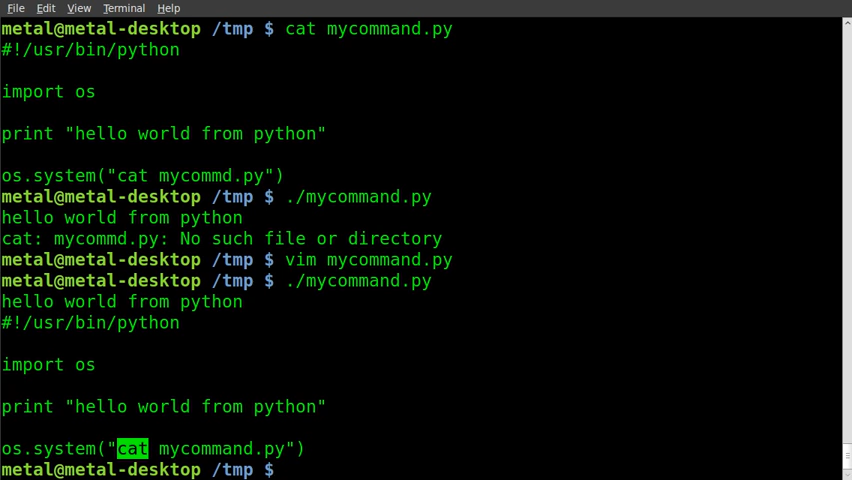 File Edit View Terminal Help
metal@metal-desktop /tmp $ cat mycommand.py
#!/usr/bin/python
import os
print "hello world from python"
os.system("cat mycommd.py")
metal@metal-desktop /tmp $ ./mycommand.py
hello world from python
cat: mycommd.py: No such file or directory
metal@metal-desktop /tmp $ vim mycommand.py
metal@metal-desktop /tmp $ ./mycommand.py
hello world from python
#!/usr/bin/python
import os
print "hello world from python"
os.system("cat mycommand.py")
metal@metal-desktop /tmp $